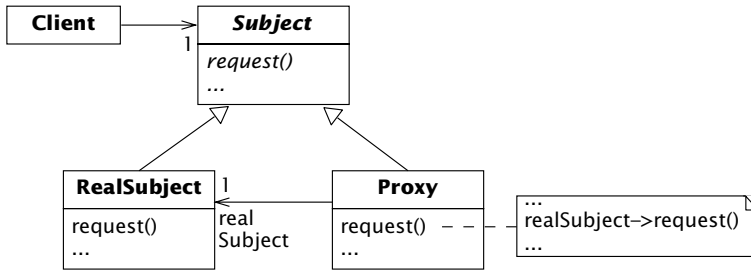 Client
Subject
1
request()
...
RealSubject
1
Proxy
request()
...
real
Subject
request()
...
...
realSubject–>request()
...